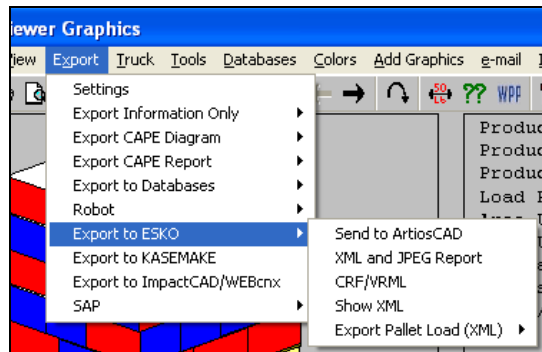 iewer Graphics
iew Export Truck Tools Databases Colors Add Graphics e-mail
50 Lb ?? WPP
Settings
Export Information Only
Export CAPE Diagram
Export CAPE Report
Export to Databases
Robot
Export to ESKO
Export to KASEMAKE
Export to ImpactCAD/WEBcnx
SAP
Send to ArtiosCAD
XML and JPEG Report
CRF/VRML
Show XML
Export Pallet Load (XML)
Produc
Produc
Produc
Load